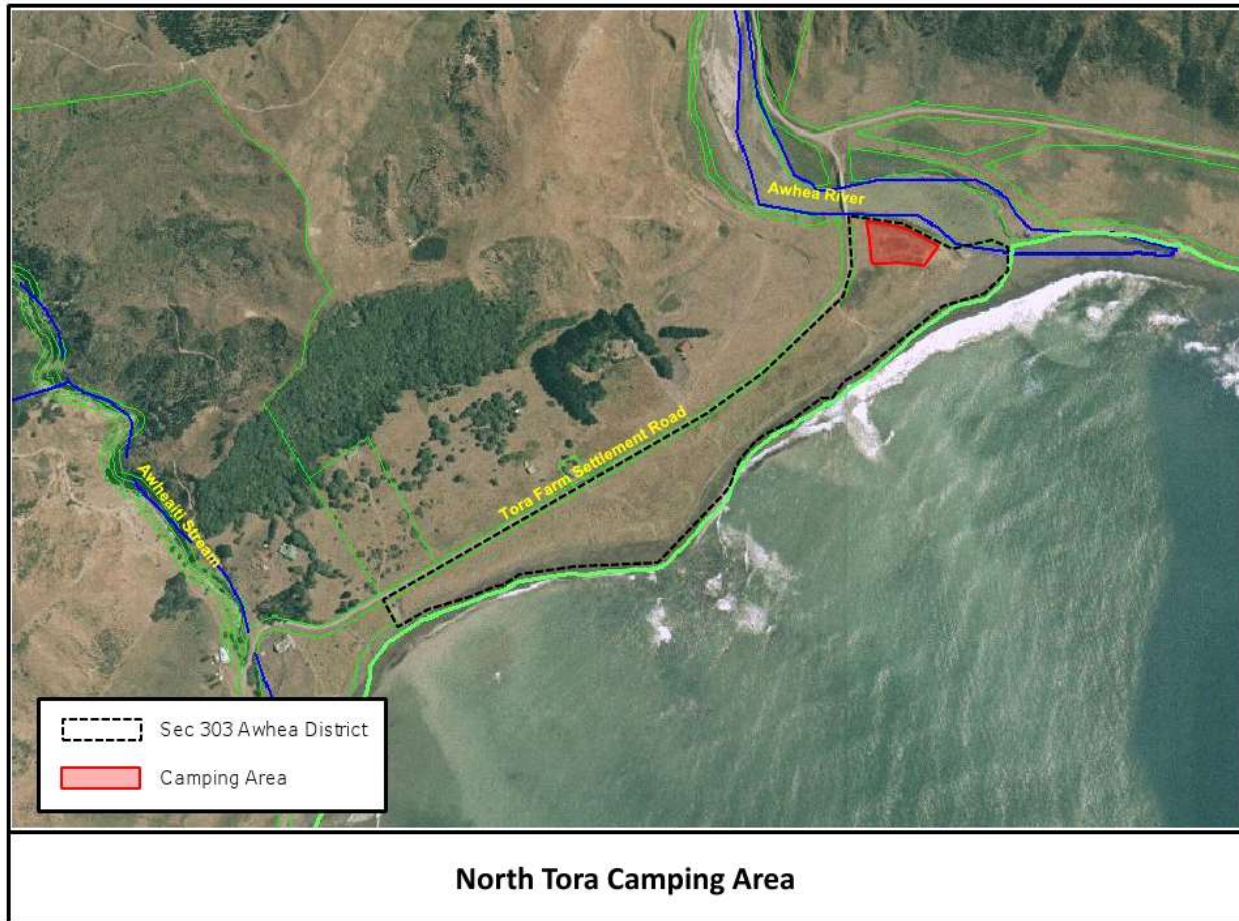 Awhea River
Tora Farm Settlement Road
Awheaiti Stream
Sec 303 Awhea District
Camping Area
North Tora Camping Area